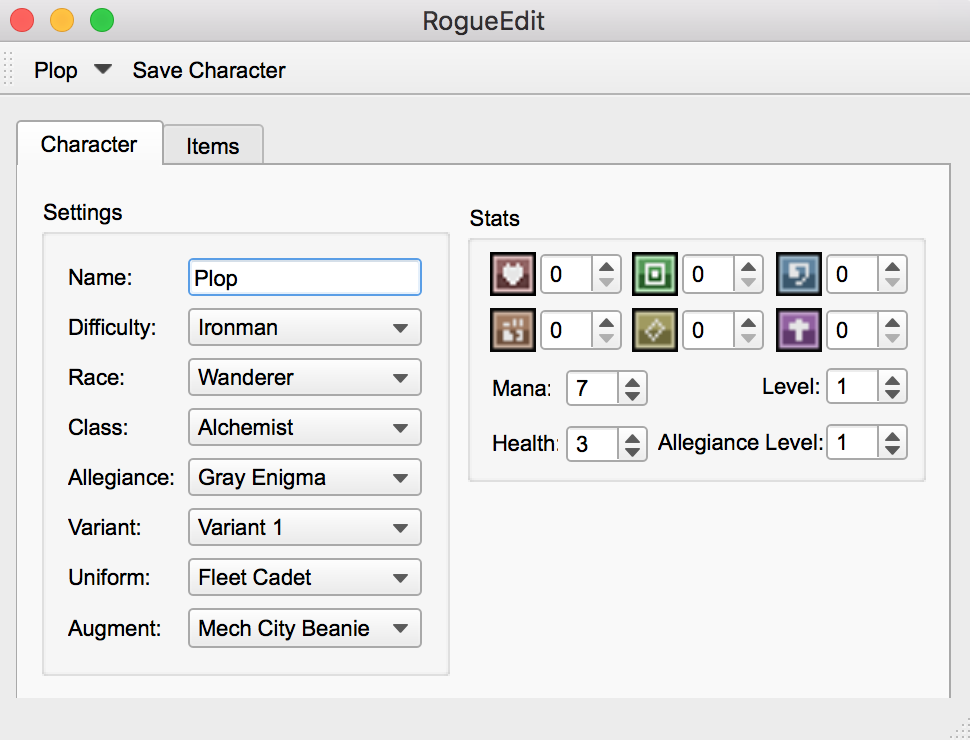 RogueEdit
Plop Save Character
Character Items
Settings
Name: Plop
Difficulty: Ironman
Race: Wanderer
Class: Alchemist
Allegiance: Gray Enigma
Variant: Variant 1
Uniform: Fleet Cadet
Augment: Mech City Beanie
Stats
0 0 0
0 0 0
Mana: 7 Level: 1
Health: 3 Allegiance Level: 1